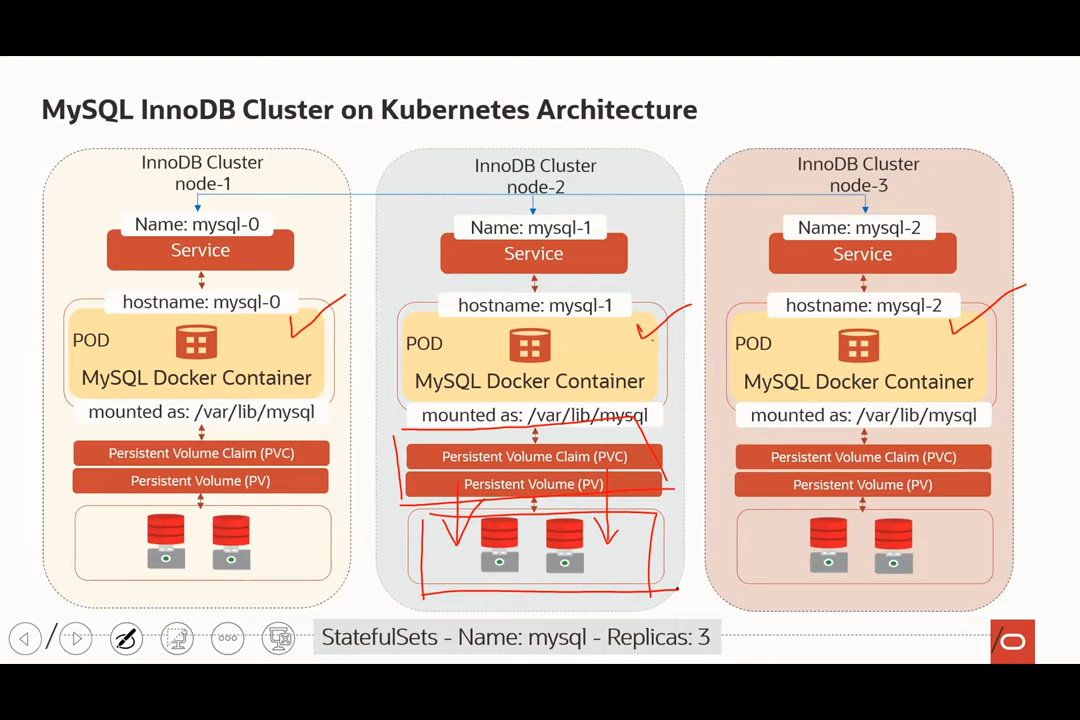 MySQL InnoDB Cluster on Kubernetes Architecture
InnoDB Cluster
node-1
Name: mysql-0
Service
hostname: mysql-0
POD
MySQL Docker Container
mounted as: /var/lib/mysql
Persistent Volume Claim (PVC)
Persistent Volume (PV)
InnoDB Cluster
node-2
Name: mysql-1
Service
hostname: mysql-1
POD
MySQL Docker Container
mounted as: /var/lib/mysql
Persistent Volume Claim (PVC)
Persistent Volume (PV)
InnoDB Cluster
node-3
Name: mysql-2
Service
hostname: mysql-2
POD
MySQL Docker Container
mounted as: /var/lib/mysql
Persistent Volume Claim (PVC)
Persistent Volume (PV)
StatefulSets - Name: mysql - Replicas: 3